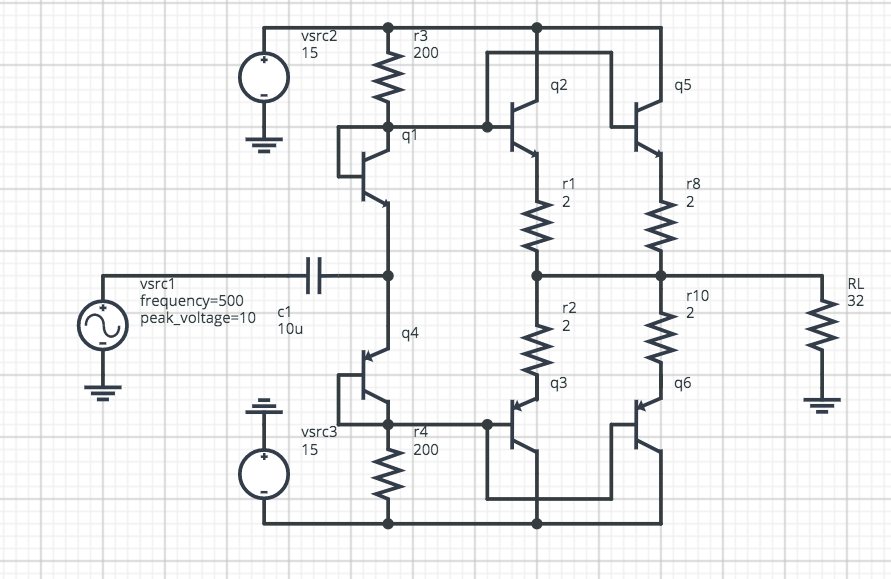 vsrc2
15
r3
200
q2
q5
q1
r1
2
r8
2
vsrc1
frequency=500
peak_voltage=10
c1
10u
RL
32
r10
2
r2
2
q4
q3
q6
vsrc3
15
r4
200